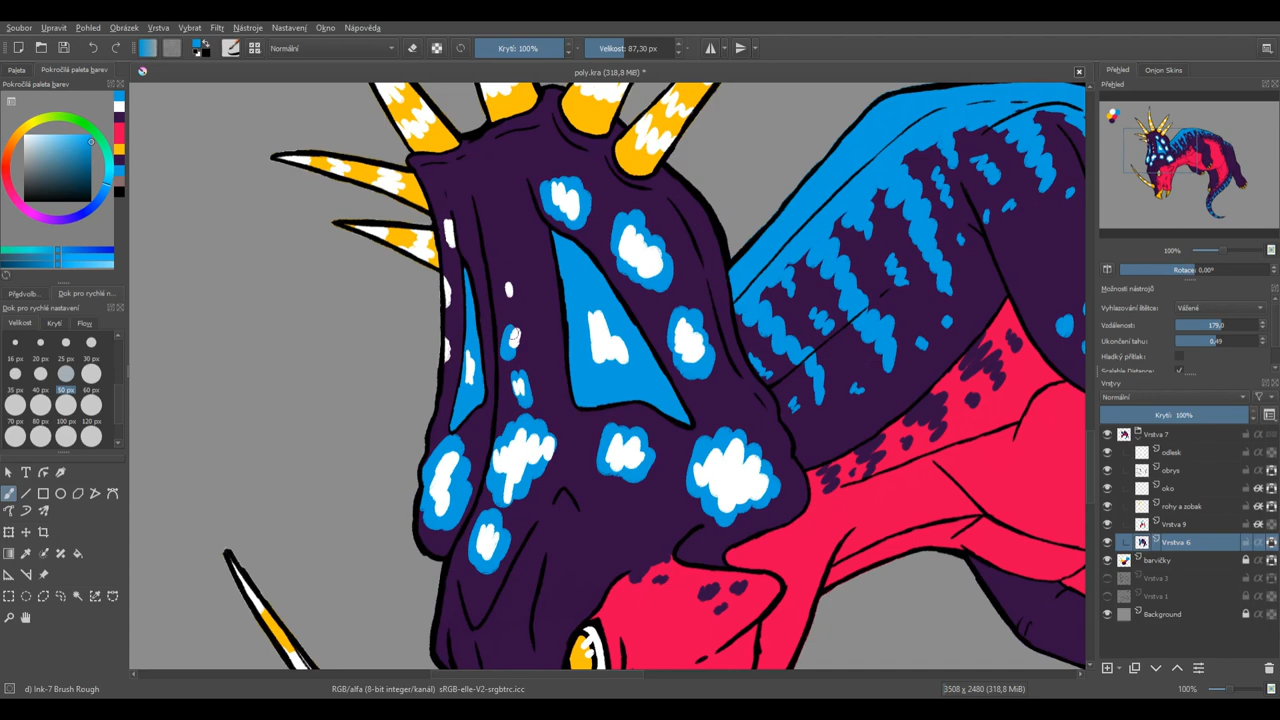 Soubor Upravit Pohled Obrázek Vrstva Vybrat Filtr Nástroje Nastavení Okno Nápověda
Normální Krytí: 100% Velikost: 87,30 px
Paleta Pokročilá paleta barev poly.kra (318,8 MiB) * Přehled Onion Skins
Pokročilá paleta barev Přehled
100%
Rotace: 0,00°
Možnosti nástroje
Předvolb... Dok pro rychlé n...
Dok pro rychlé nastavení
Vyhlazování štětce: Vážené
Velikost Krytí Flow
Vzdálenost: 179,0
Ukončení tahu: 0,49
Hladký přítlak:
16 px 20 px 25 px 30 px
Scalable Distance:
Vrstvy
35 px 40 px 50 px 60 px
Normální
Krytí: 100%
70 px 80 px 100 px 120 px
Vrstva 7
odlesk
obrys
oko
rohy a zobak
Vrstva 9
Vrstva 6
barvičky
Vrstva 3
Vrstva 1
Background
d) Ink-7 Brush Rough RGB/alfa (8-bit integer/kanál) sRGB-elle-V2-srgbtrc.icc 3508 x 2480 (318,8 MiB) 100%